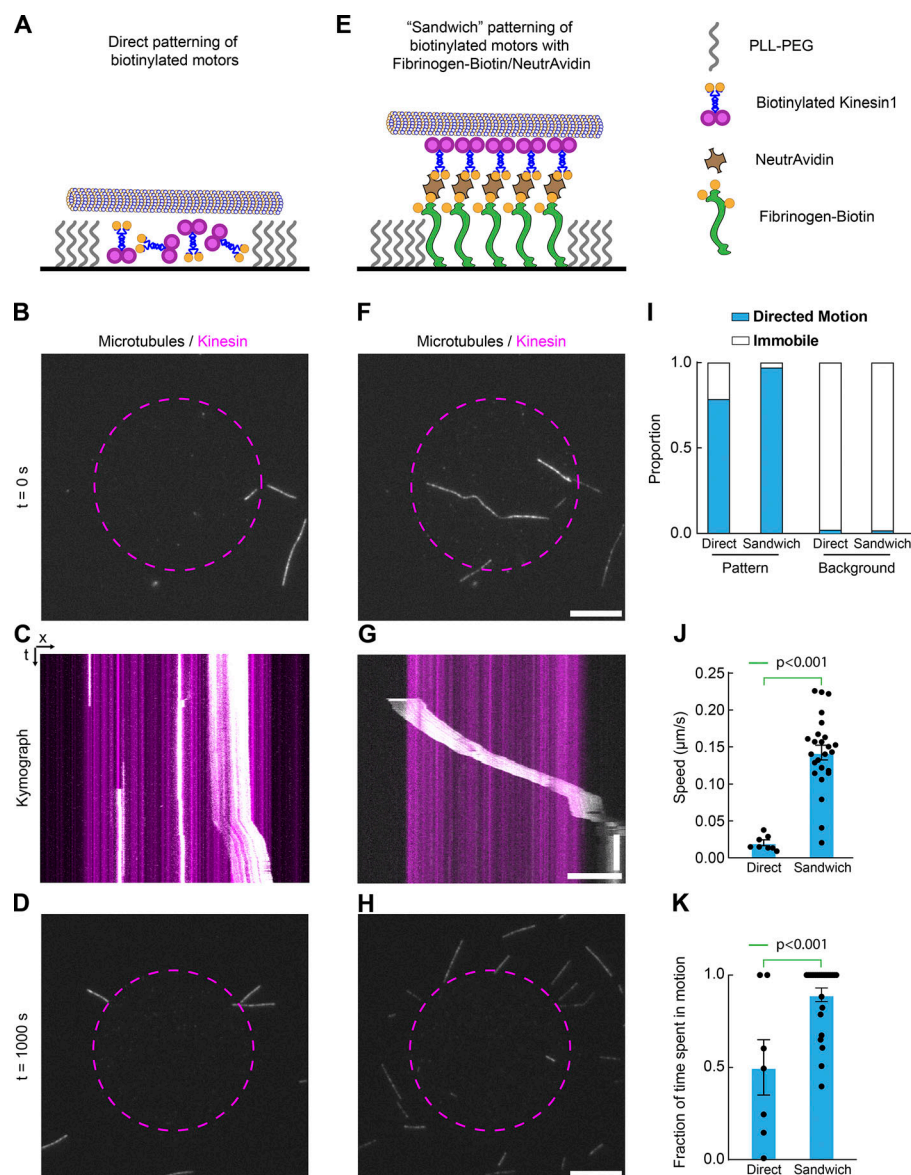 A
Direct patterning of
biotinylated motors
E
“Sandwich” patterning of
biotinylated motors with
Fibrinogen-Biotin/NeutrAvidin
PLL-PEG
Biotinylated Kinesin1
NeutrAvidin
Fibrinogen-Biotin
B
Microtubules / Kinesin
t = 0 s
F
Microtubules / Kinesin
I
Directed Motion
Immobile
1.0
0.5
0.0
Proportion
Direct Sandwich Direct Sandwich
Pattern Background
C
x
t
Kymograph
G
J
p<0.001
0.25
0.20
0.15
0.10
0.05
0.00
Speed (μm/s)
Direct Sandwich
D
t = 1000 s
H
K
p<0.001
1.0
0.5
0.0
Fraction of time spent in motion
Direct Sandwich